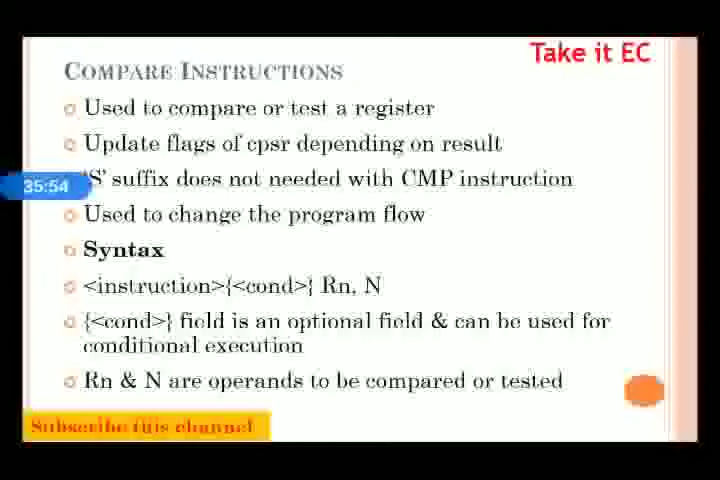 Take it EC
COMPARE INSTRUCTIONS
Used to compare or test a register
Update flags of cpsr depending on result
35:54
'S' suffix does not needed with CMP instruction
Used to change the program flow
Syntax
<instruction>{<cond>} Rn, N
{<cond>} field is an optional field & can be used for
conditional execution
Rn & N are operands to be compared or tested
Subscribe this channel